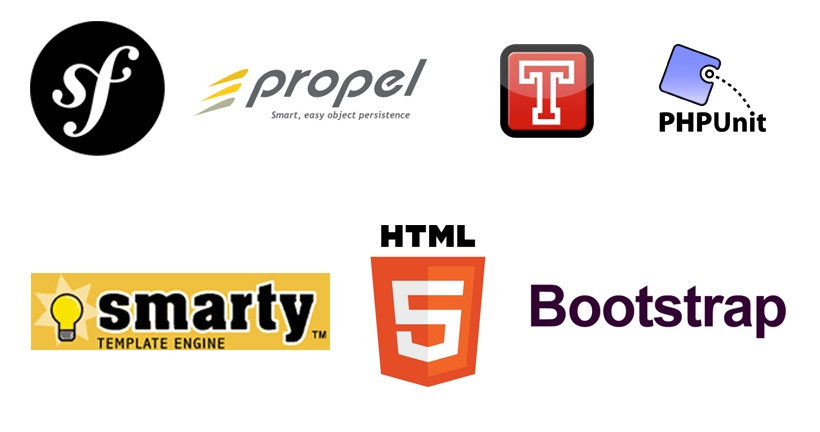 sf
propel
Smart, easy object persistence
T
PHPUnit
smarty
TM
TEMPLATE ENGINE
HTML
5
Bootstrap